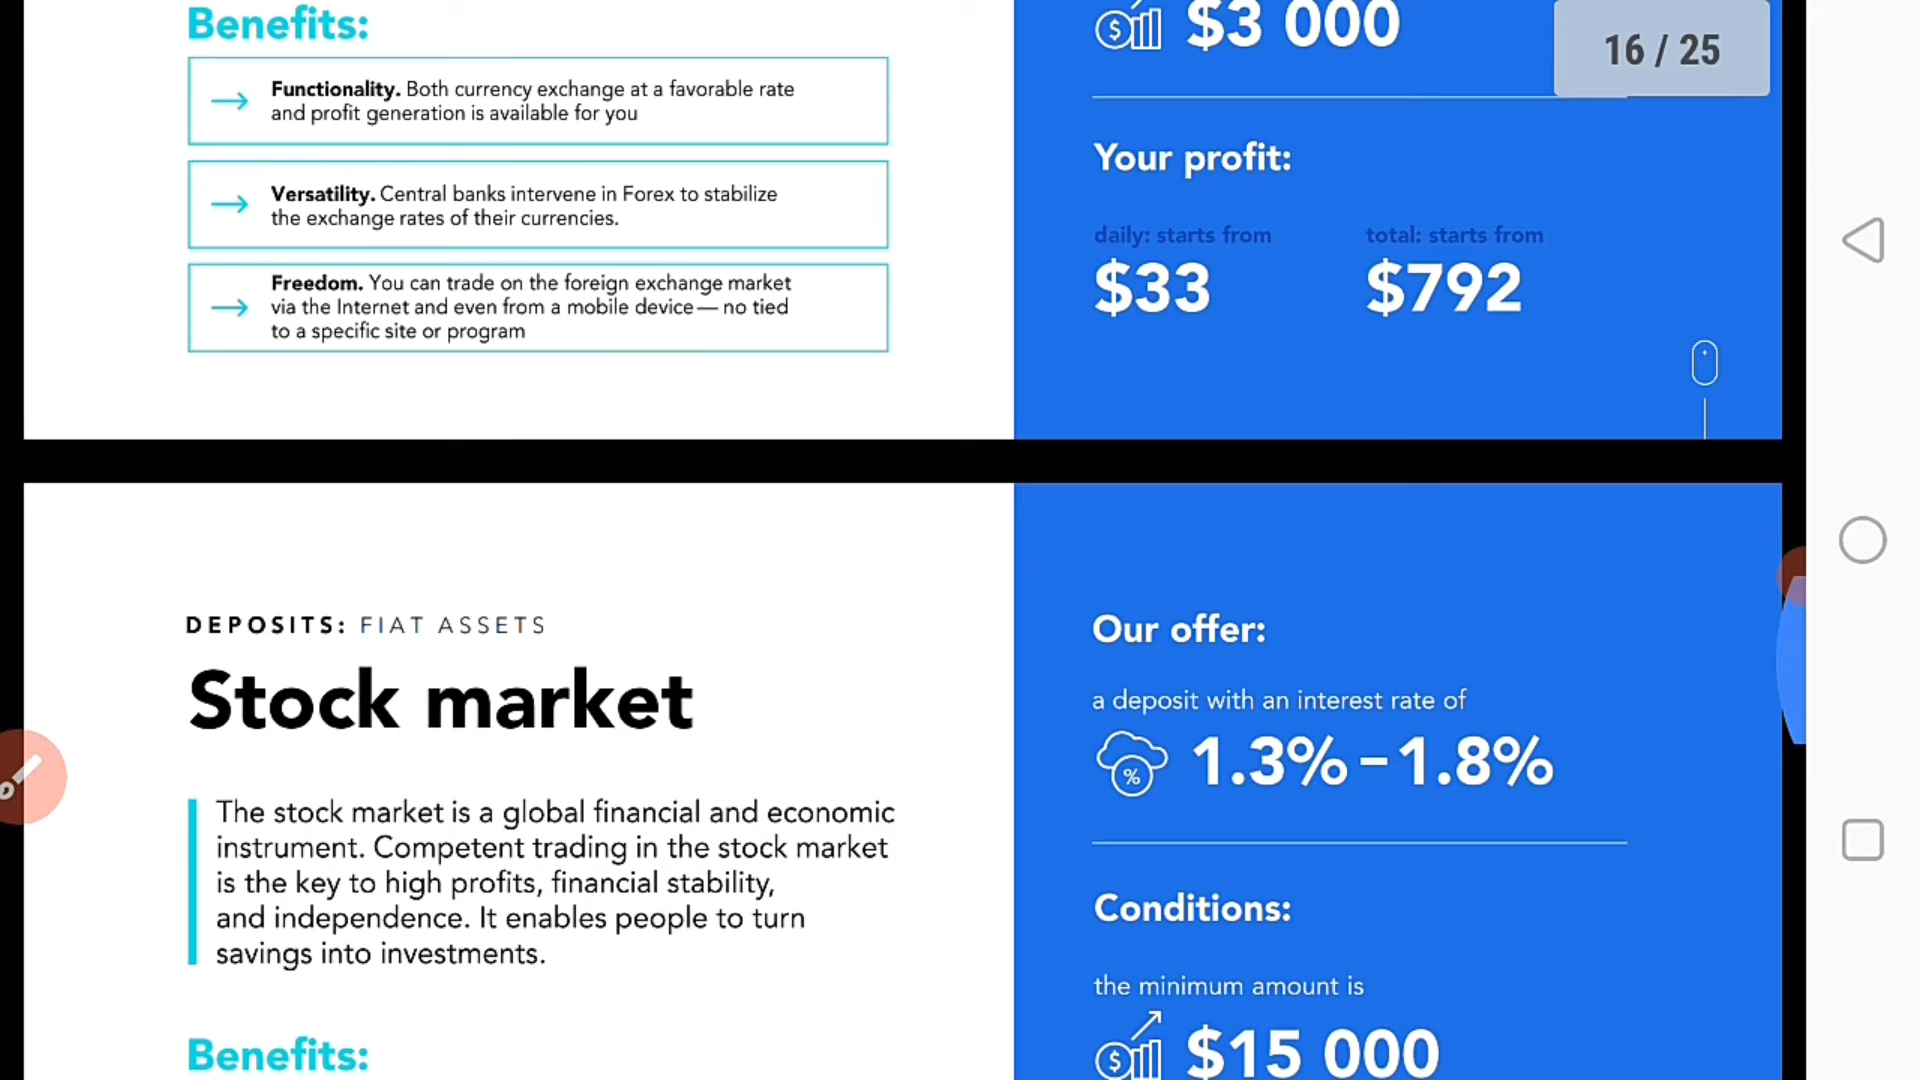 Benefits:
Functionality. Both currency exchange at a favorable rate
and profit generation is available for you
Versatility. Central banks intervene in Forex to stabilize
the exchange rates of their currencies.
Freedom. You can trade on the foreign exchange market
via the Internet and even from a mobile device — no tied
to a specific site or program
$
$3 000
16 / 25
Your profit:
daily: starts from
$33
total: starts from
$792
DEPOSITS: FIAT ASSETS
Stock market
The stock market is a global financial and economic
instrument. Competent trading in the stock market
is the key to high profits, financial stability,
and independence. It enables people to turn
savings into investments.
Benefits:
Our offer:
a deposit with an interest rate of
%
1.3% – 1.8%
Conditions:
the minimum amount is
$
$15 000